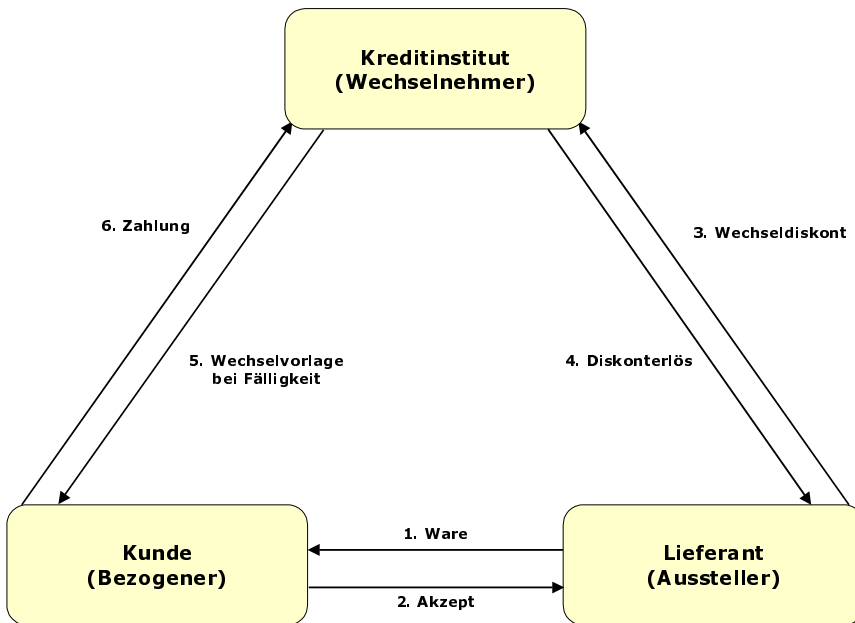 Kreditinstitut
(Wechselnehmer)
6. Zahlung
3. Wechseldiskont
5. Wechselvorlage
bei Fälligkeit
4. Diskonterlös
1. Ware
Kunde
(Bezogener)
Lieferant
(Aussteller)
2. Akzept